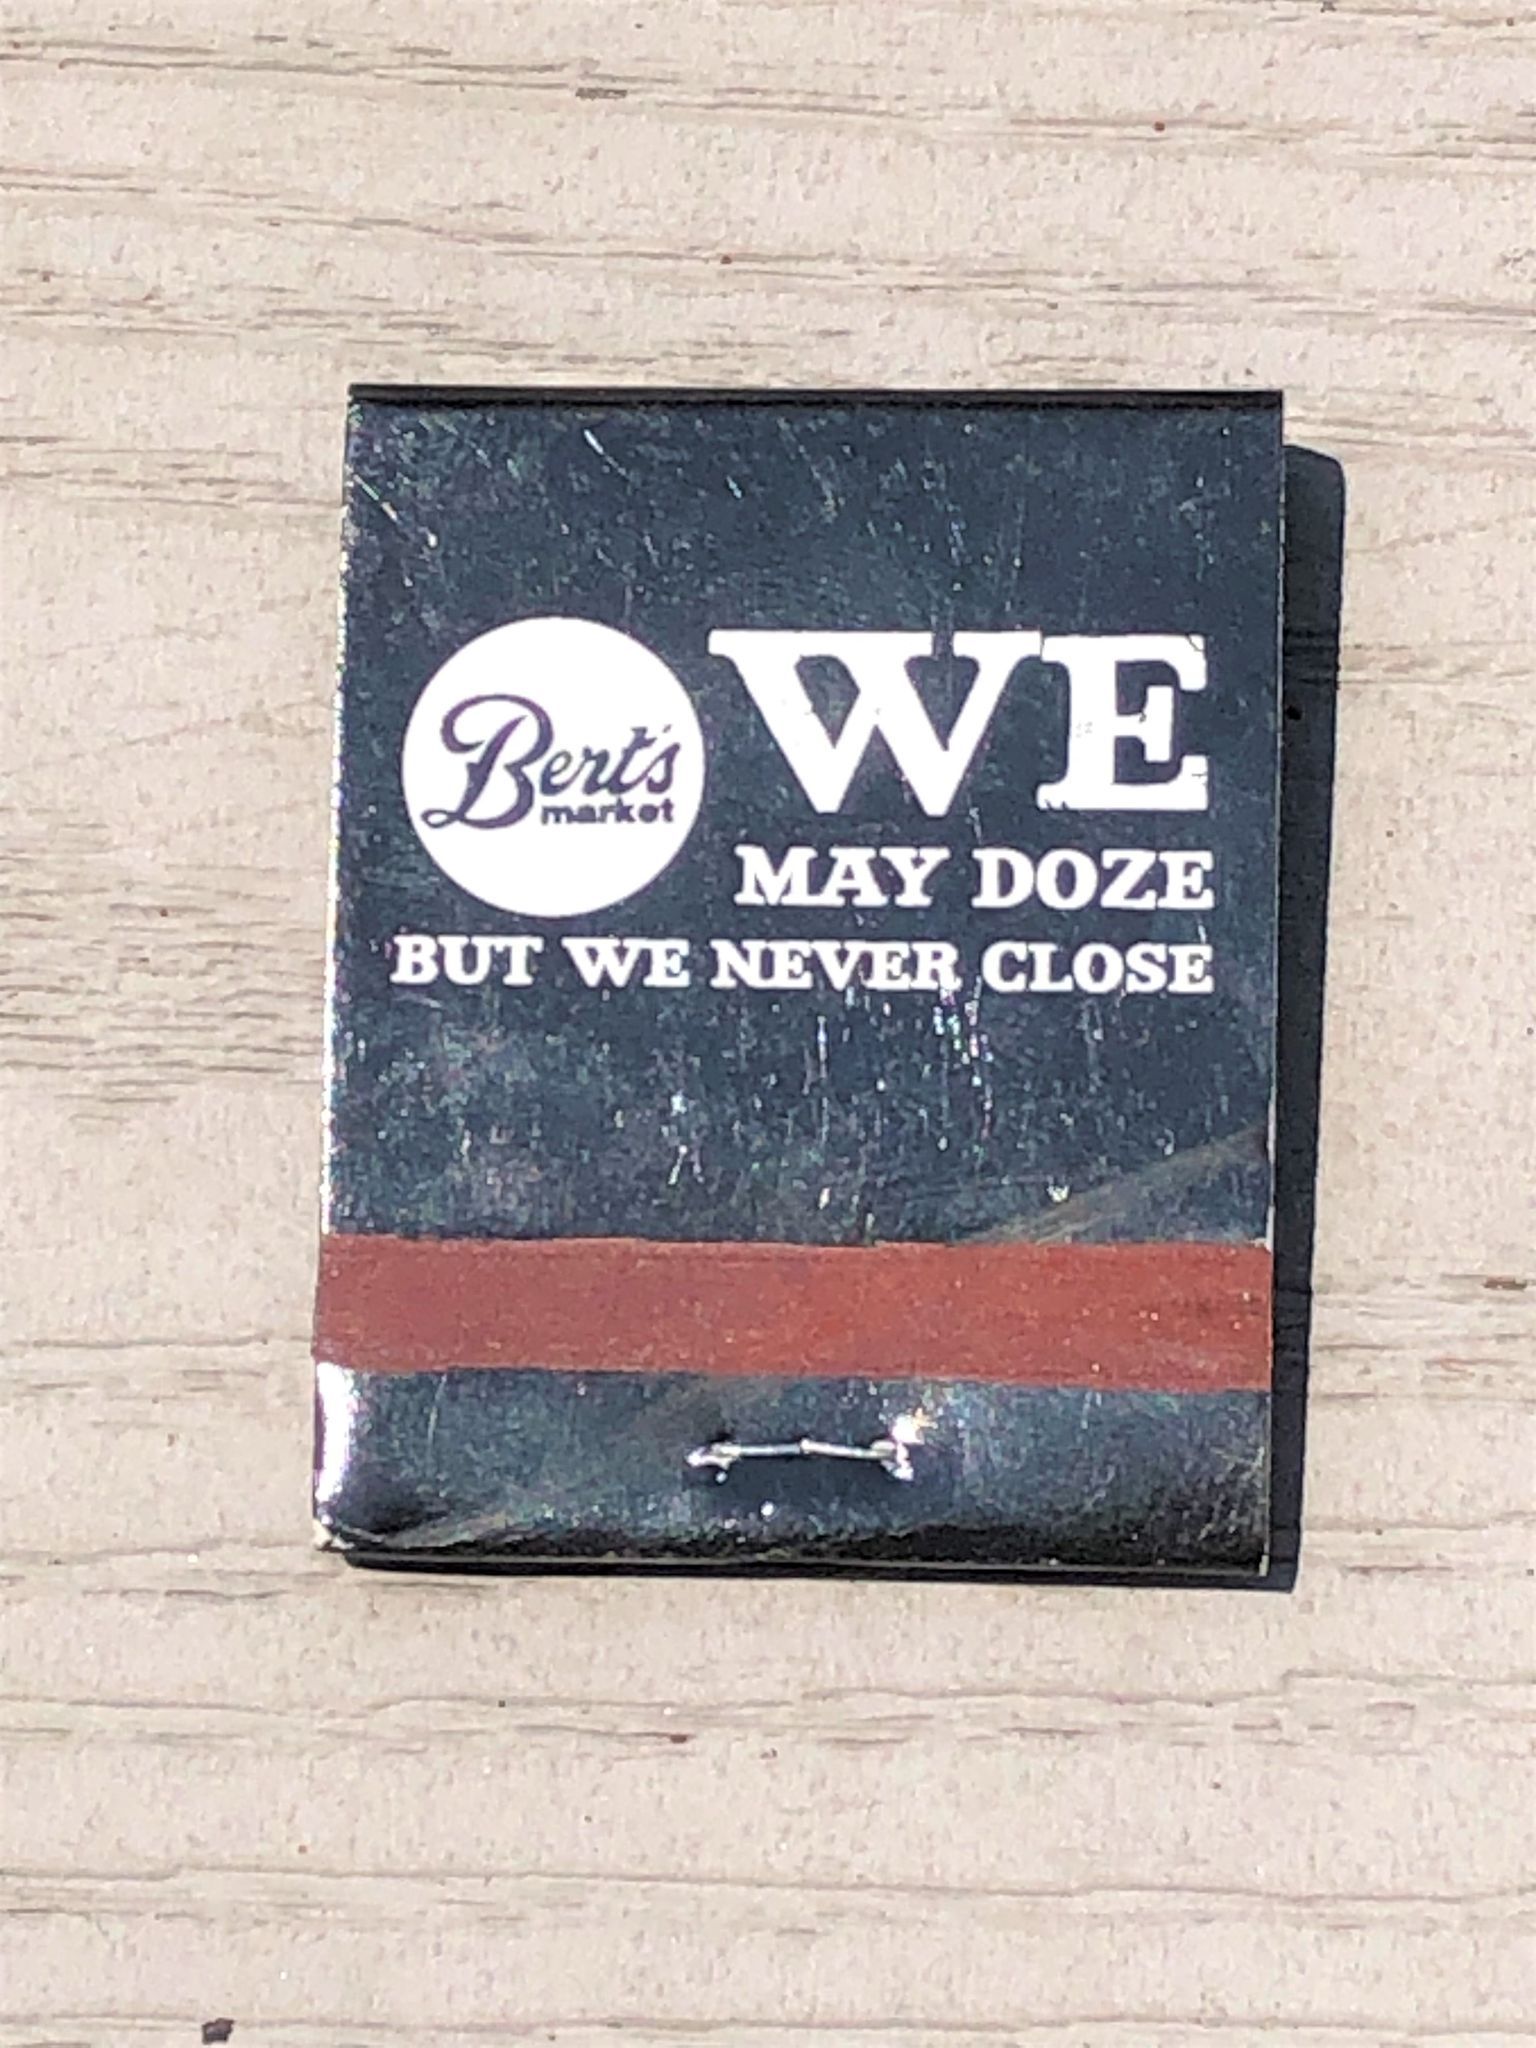 Bert's
market
WE
MAY DOZE
BUT WE NEVER CLOSE